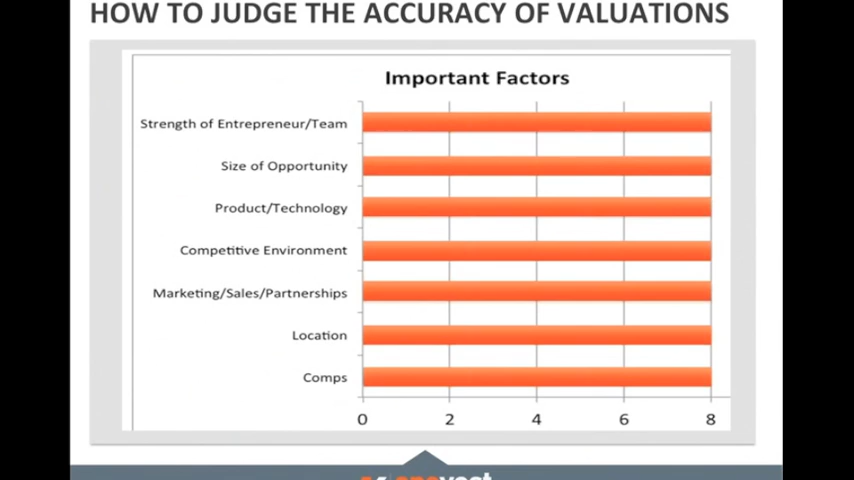 HOW TO JUDGE THE ACCURACY OF VALUATIONS
Important Factors
Strength of Entrepreneur/Team
Size of Opportunity
Product/Technology
Competitive Environment
Marketing/Sales/Partnerships
Location
Comps
0 2 4 6 8